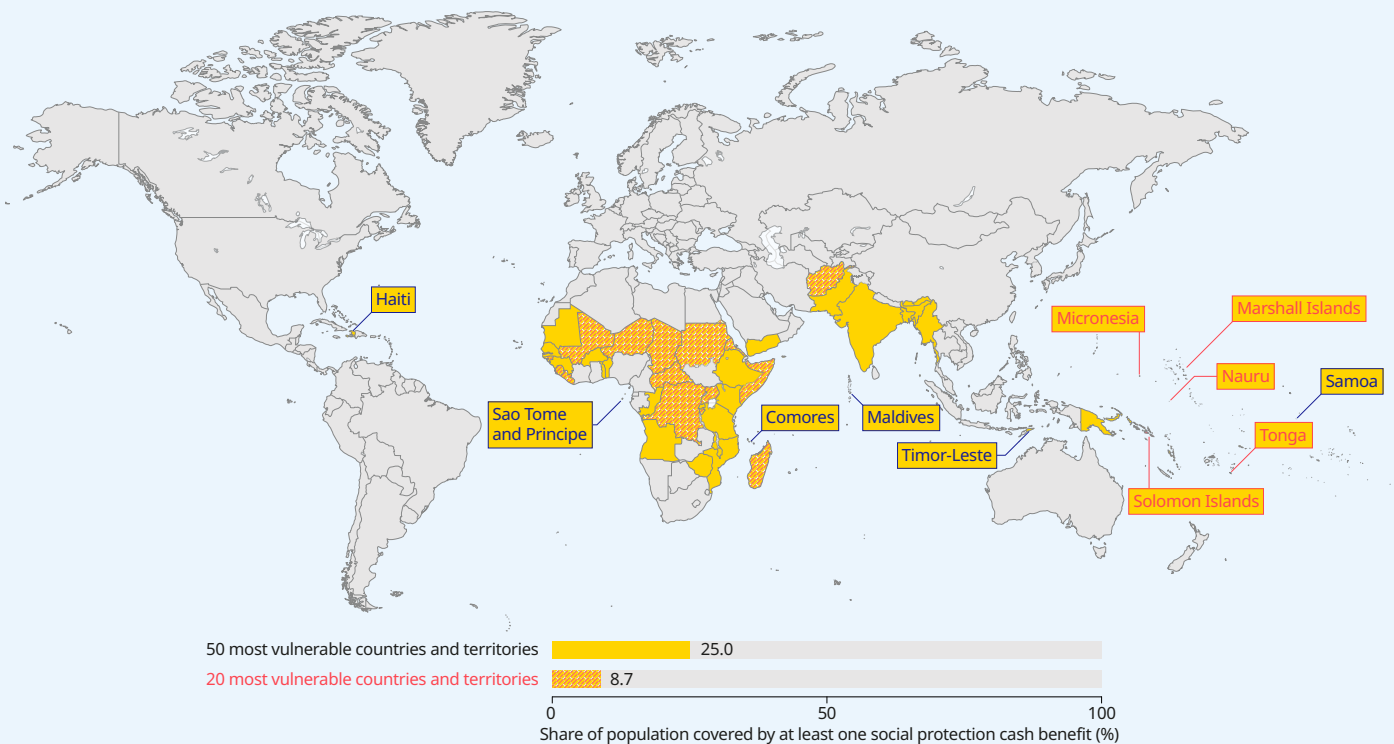 Haiti
Sao Tome
and Principe
Comores
Maldives
Timor-Leste
Micronesia
Marshall Islands
Nauru
Samoa
Tonga
Solomon Islands
50 most vulnerable countries and territories 25.0
20 most vulnerable countries and territories 8.7
0 50 100
Share of population covered by at least one social protection cash benefit (%)